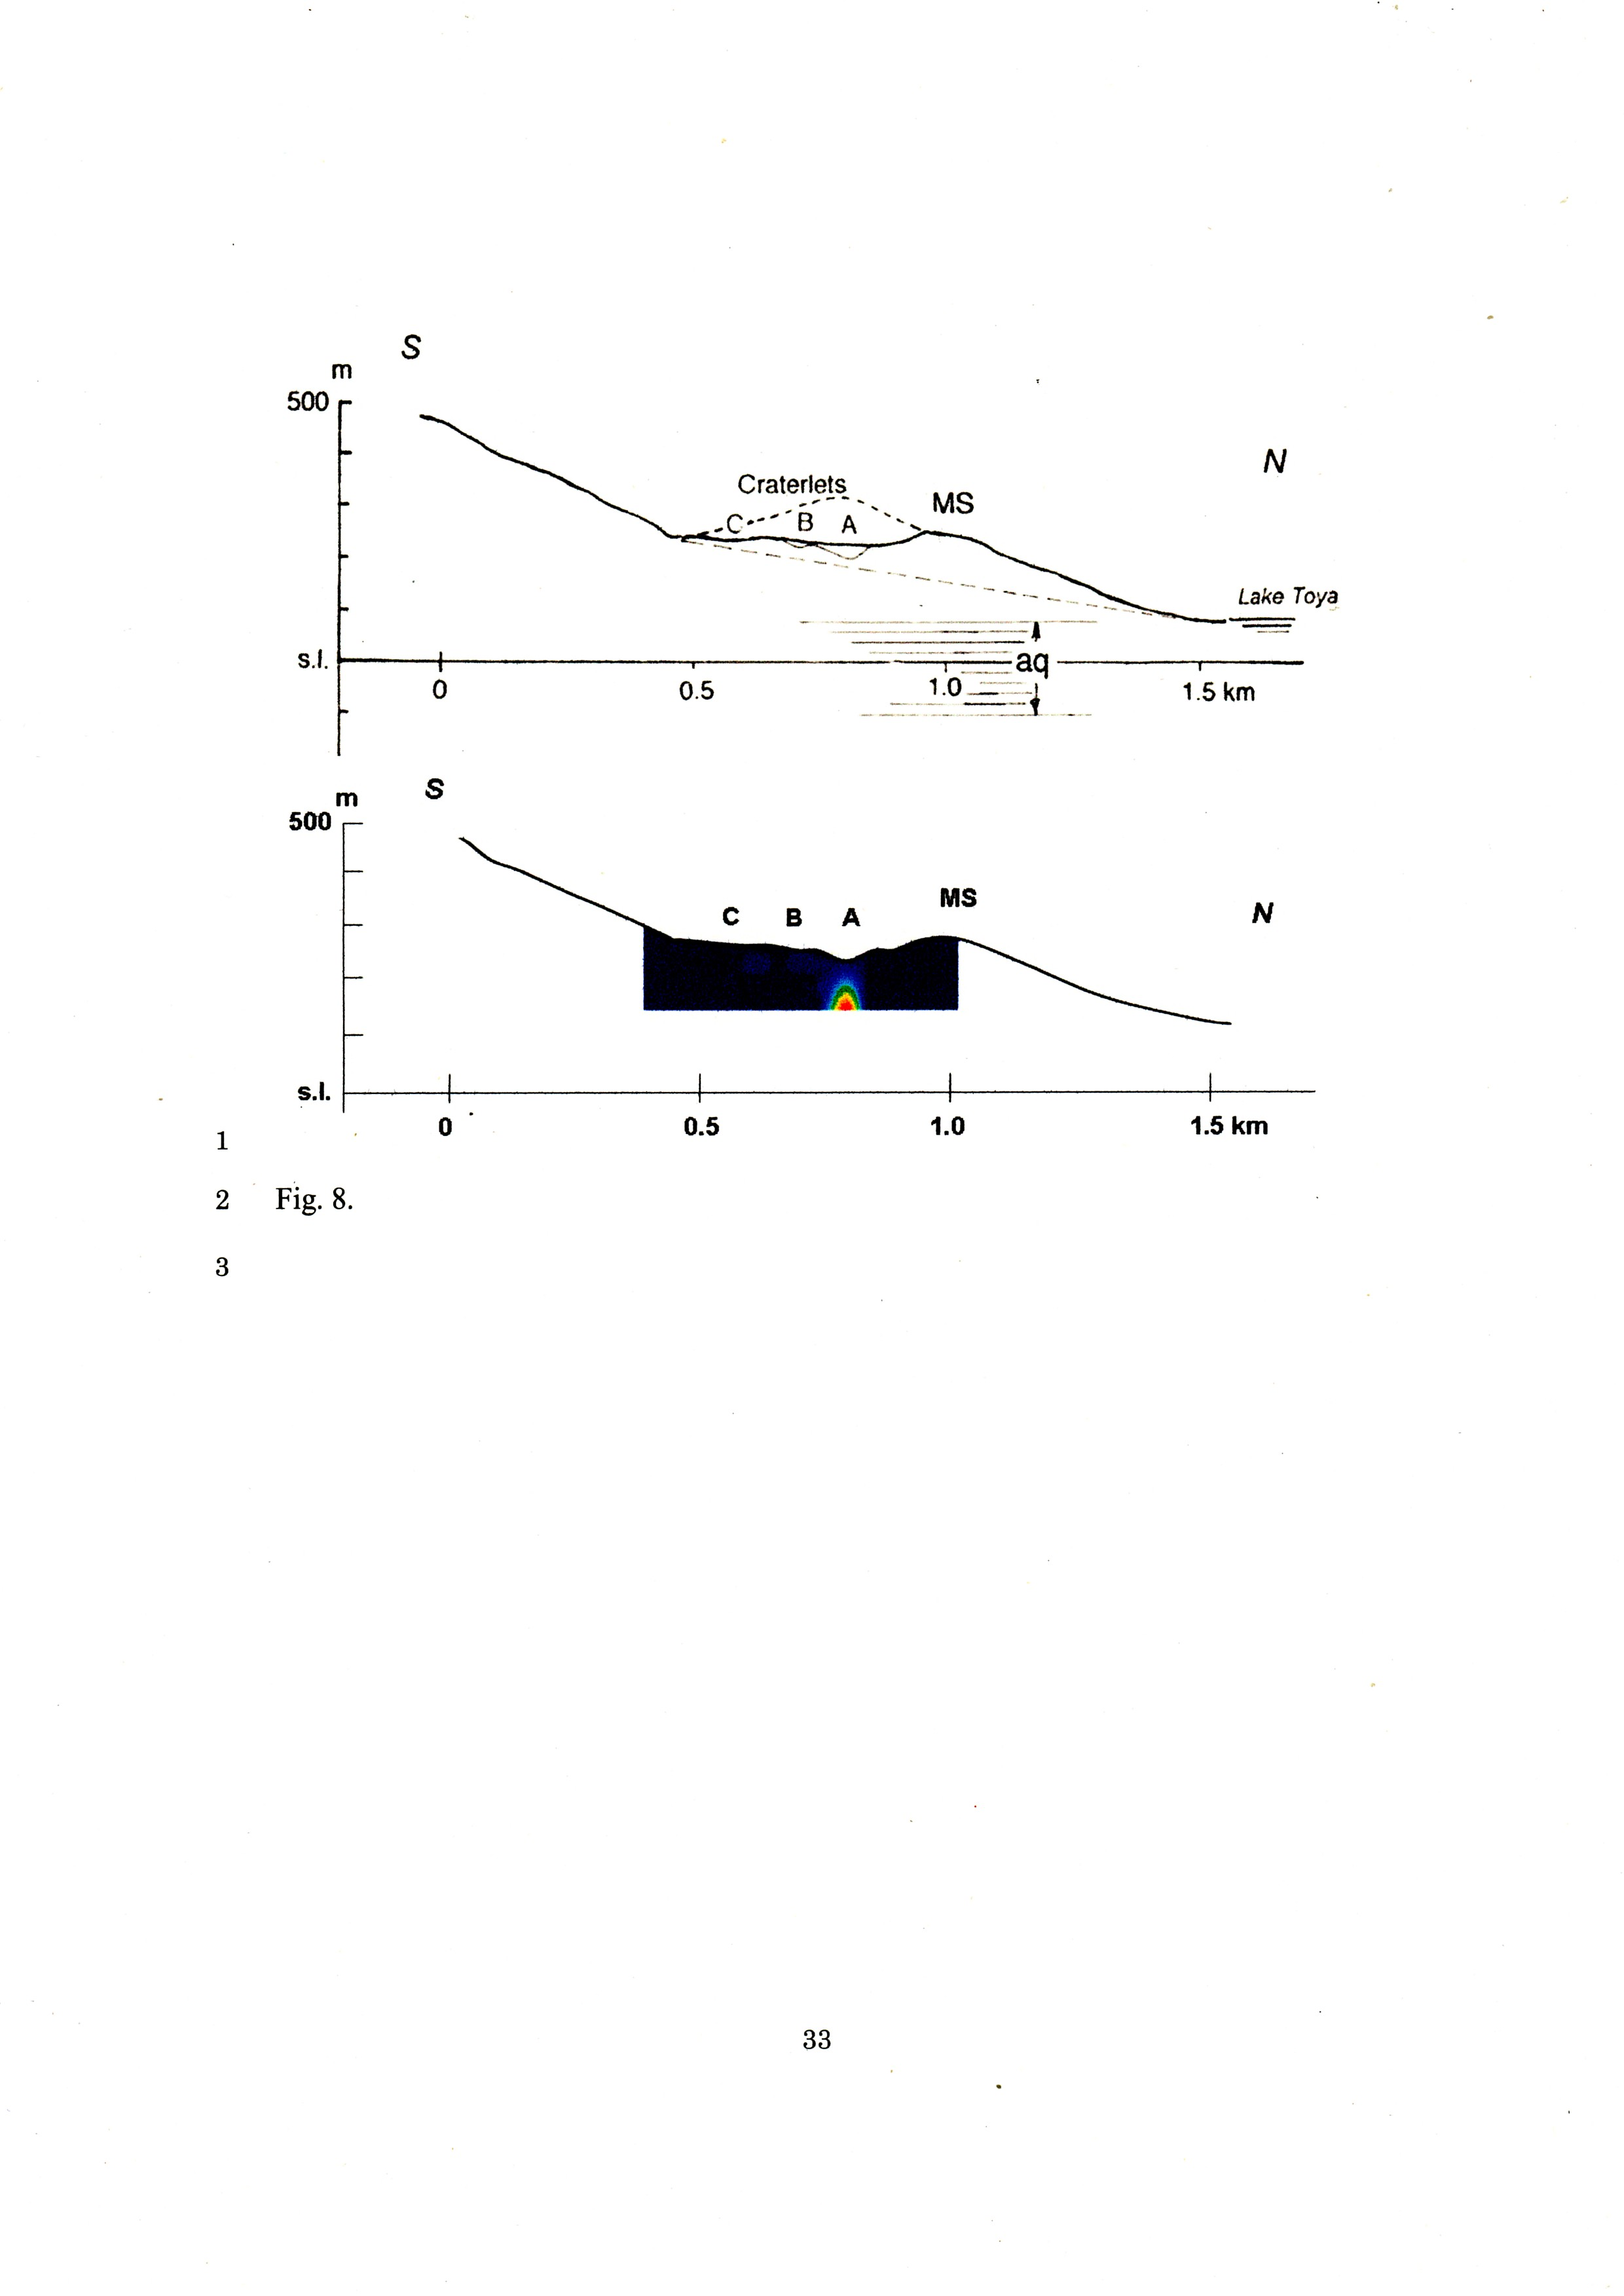 S
m
500
N
Craterlets
MS
C B A
Lake Toya
s.l.
aq
0 0.5 1.0 1.5 km
S
m
500
MS
C B A N
s.l.
0 0.5 1.0 1.5 km
1
2 Fig. 8.
3
33